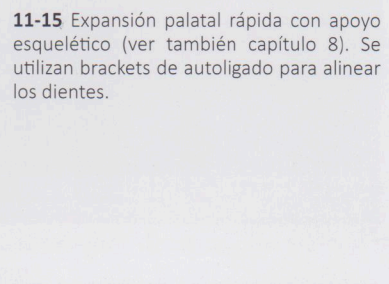 11-15 Expansión palatal rápida con apoyo
esquelético (ver también capítulo 8). Se
utilizan brackets de autoligado para alinear
los dientes.